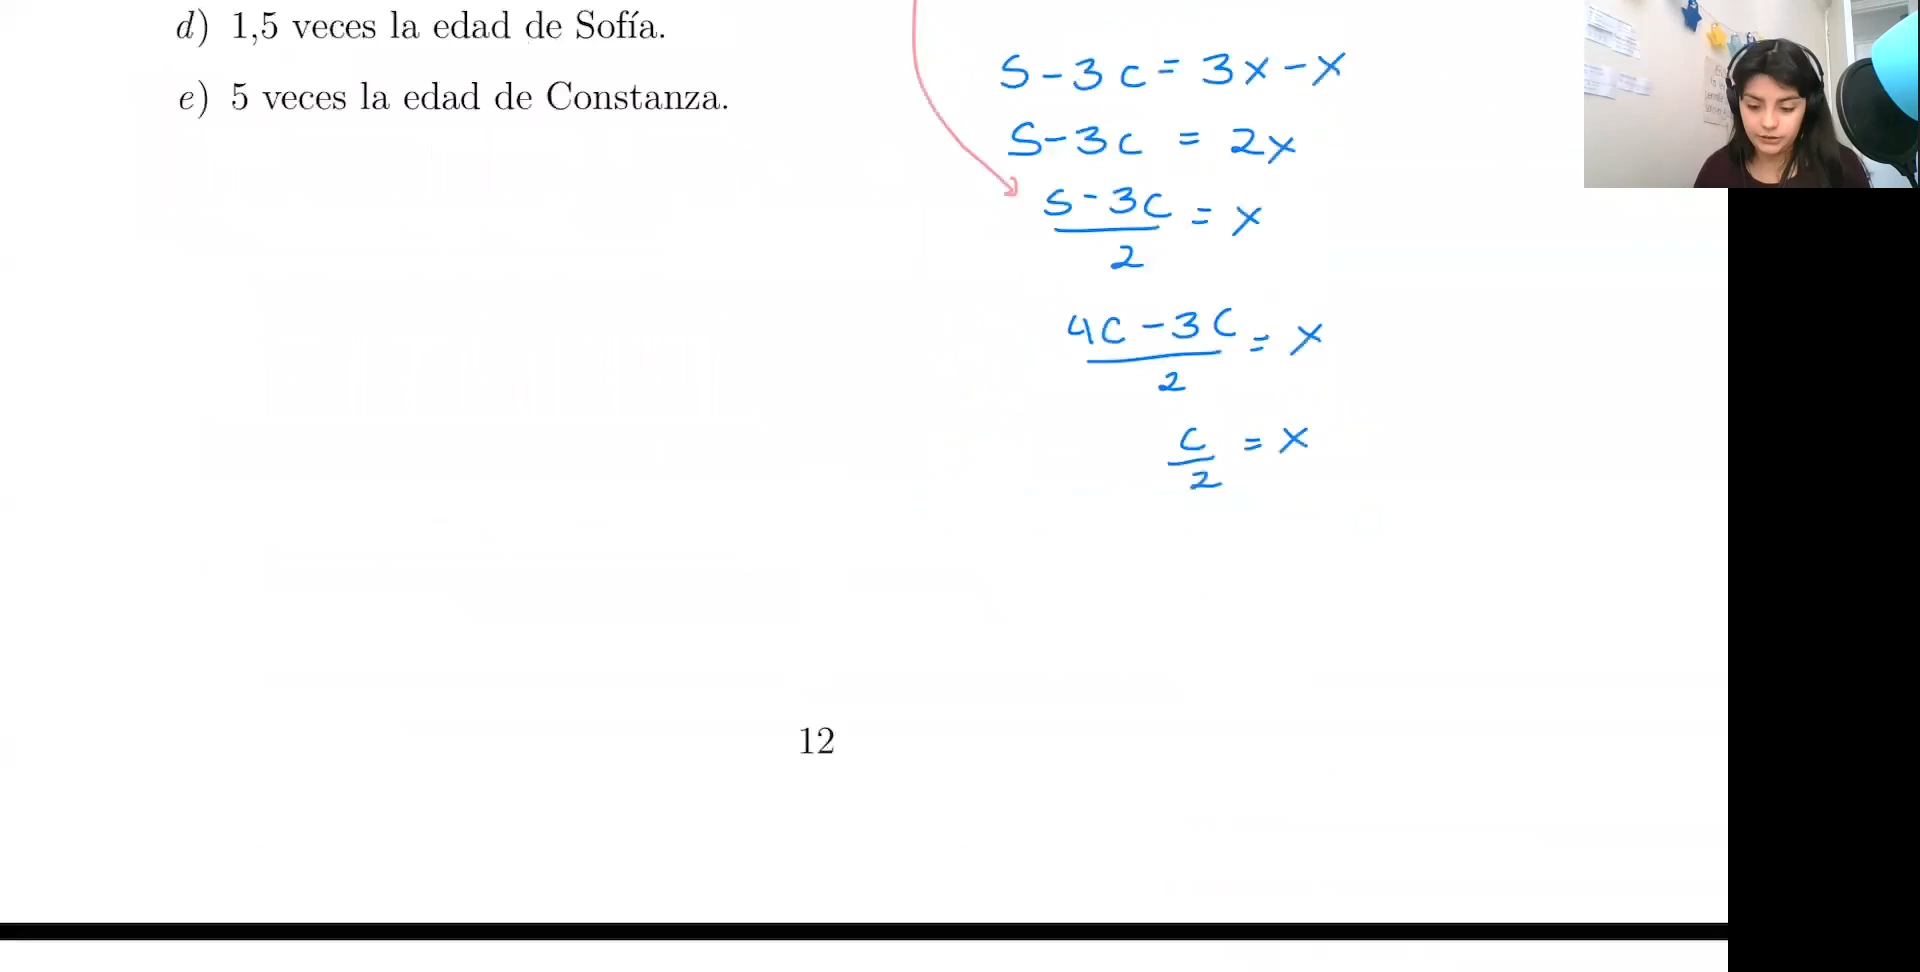 d) 1,5 veces la edad de Sofía.
e) 5 veces la edad de Constanza.
S - 3c = 3x - x
S - 3c = 2x
S - 3c
2
= x
4c - 3c
2
= x
c
2
= x
12